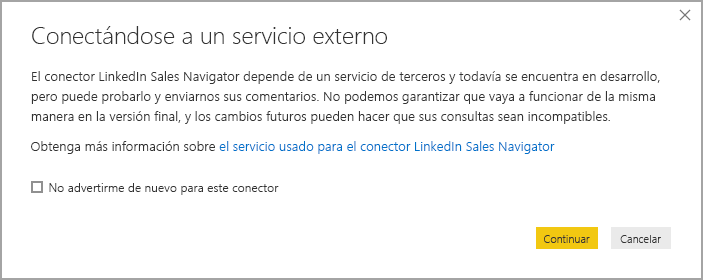 Conectándose a un servicio externo
El conector LinkedIn Sales Navigator depende de un servicio de terceros y todavía se encuentra en desarrollo,
pero puede probarlo y enviarnos sus comentarios. No podemos garantizar que vaya a funcionar de la misma
manera en la versión final, y los cambios futuros pueden hacer que sus consultas sean incompatibles.
Obtenga más información sobre el servicio usado para el conector LinkedIn Sales Navigator
No advertirme de nuevo para este conector
Continuar Cancelar